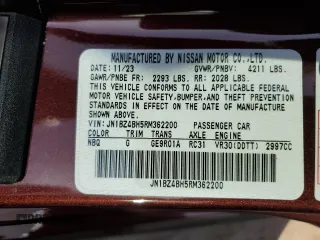 MANUFACTURED BY NISSAN MOTOR CO.,LTD.
DATE: 11/23 GVWR/PNBV: 4211 LBS.
GAWR/PNBE FR: 2293 LBS. RR: 2028 LBS.
THIS VEHICLE CONFORMS TO ALL APPLICABLE
FEDERAL MOTOR VEHICLE
SAFETY,BUMPER,AND THEFT PREVENTION
STANDARDS IN EFFECT ON THE
DATE OF MANUFACTURE SHOWN ABOVE.
VIN: JN1BZ4BH5RM362200 PASSENGER CAR
COLOR TRIM TRANS AXLE ENGINE
NBQ G GE9R01A RC31 VR30(DDTT) 2997CC
JN1BZ4BH5RM362200